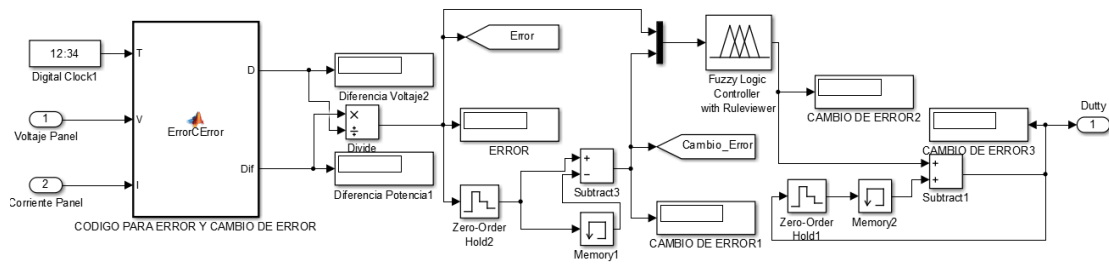 12:34
Digital Clock1
1
Voltaje Panel
2
Corriente Panel
T
V
I
ErrorCError
D
Dif
CODIGO PARA ERROR Y CAMBIO DE ERROR
Diferencia Voltaje2
×
÷
Divide
Diferencia Potencia1
Error
ERROR
Zero-Order
Hold2
+
−
Subtract3
Memory1
Cambio_Error
CAMBIO DE ERROR1
Fuzzy Logic
Controller
with Ruleviewer
CAMBIO DE ERROR2
Zero-Order
Hold1
Memory2
CAMBIO DE ERROR3
+
+
Subtract1
Dutty
1